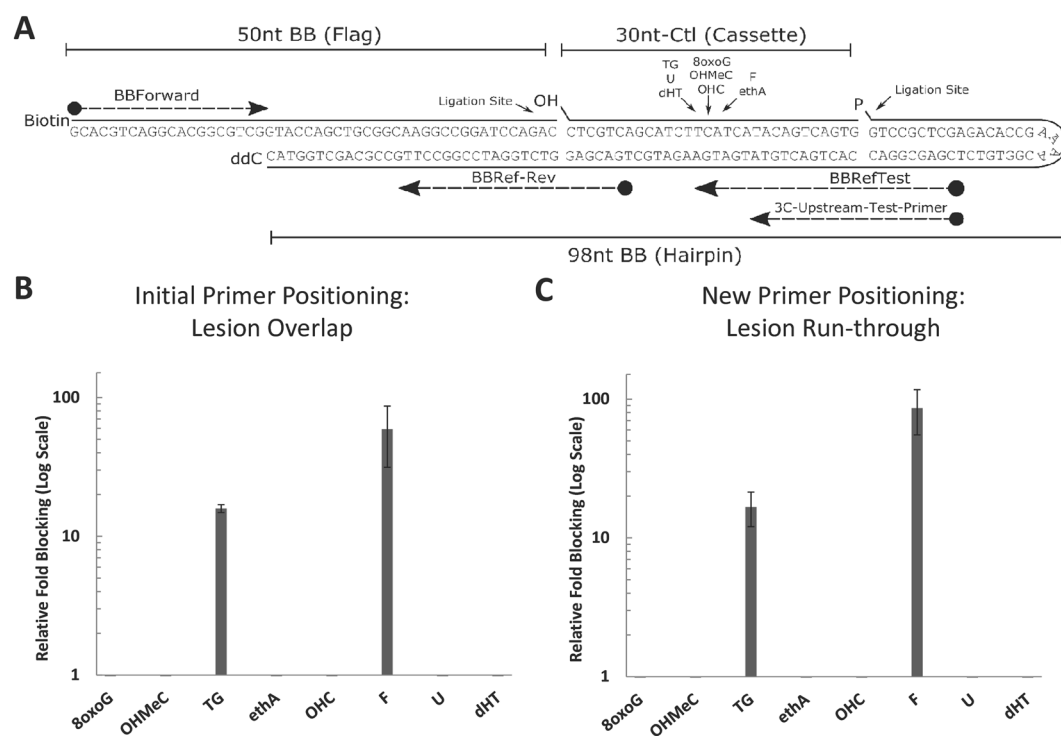 A
50nt BB (Flag)
30nt-Ctl (Cassette)
TG
U
dHT
8oxoG
OHMeC
OHC
F
ethA
BBForward
Ligation Site
OH
P
Ligation Site
Biotin
GCACGTCAGGCACGGCGTCGGTACCAGCTGCGGCAAGGCCGGATCCAGAC CTCGTCAGCATCTTCATCATACAGTCAGTG GTCCGCTCGAGACACCG
A
A
A
A
ddC CATGGTCGACGCCGTTCCGGCCTAGGTCTG GAGCAGTCGTAGAAGTAGTATGTCAGTCAC CAGGCGAGCTCTGTGGC
BBRef-Rev
BBRefTest
3C-Upstream-Test-Primer
98nt BB (Hairpin)
B
Initial Primer Positioning:
Lesion Overlap
Relative Fold Blocking (Log Scale)
100
10
1
8oxoG
OHMeC
TG
ethA
OHC
F
U
dHT
C
New Primer Positioning:
Lesion Run-through
Relative Fold Blocking (Log Scale)
100
10
1
8oxoG
OHMeC
TG
ethA
OHC
F
U
dHT